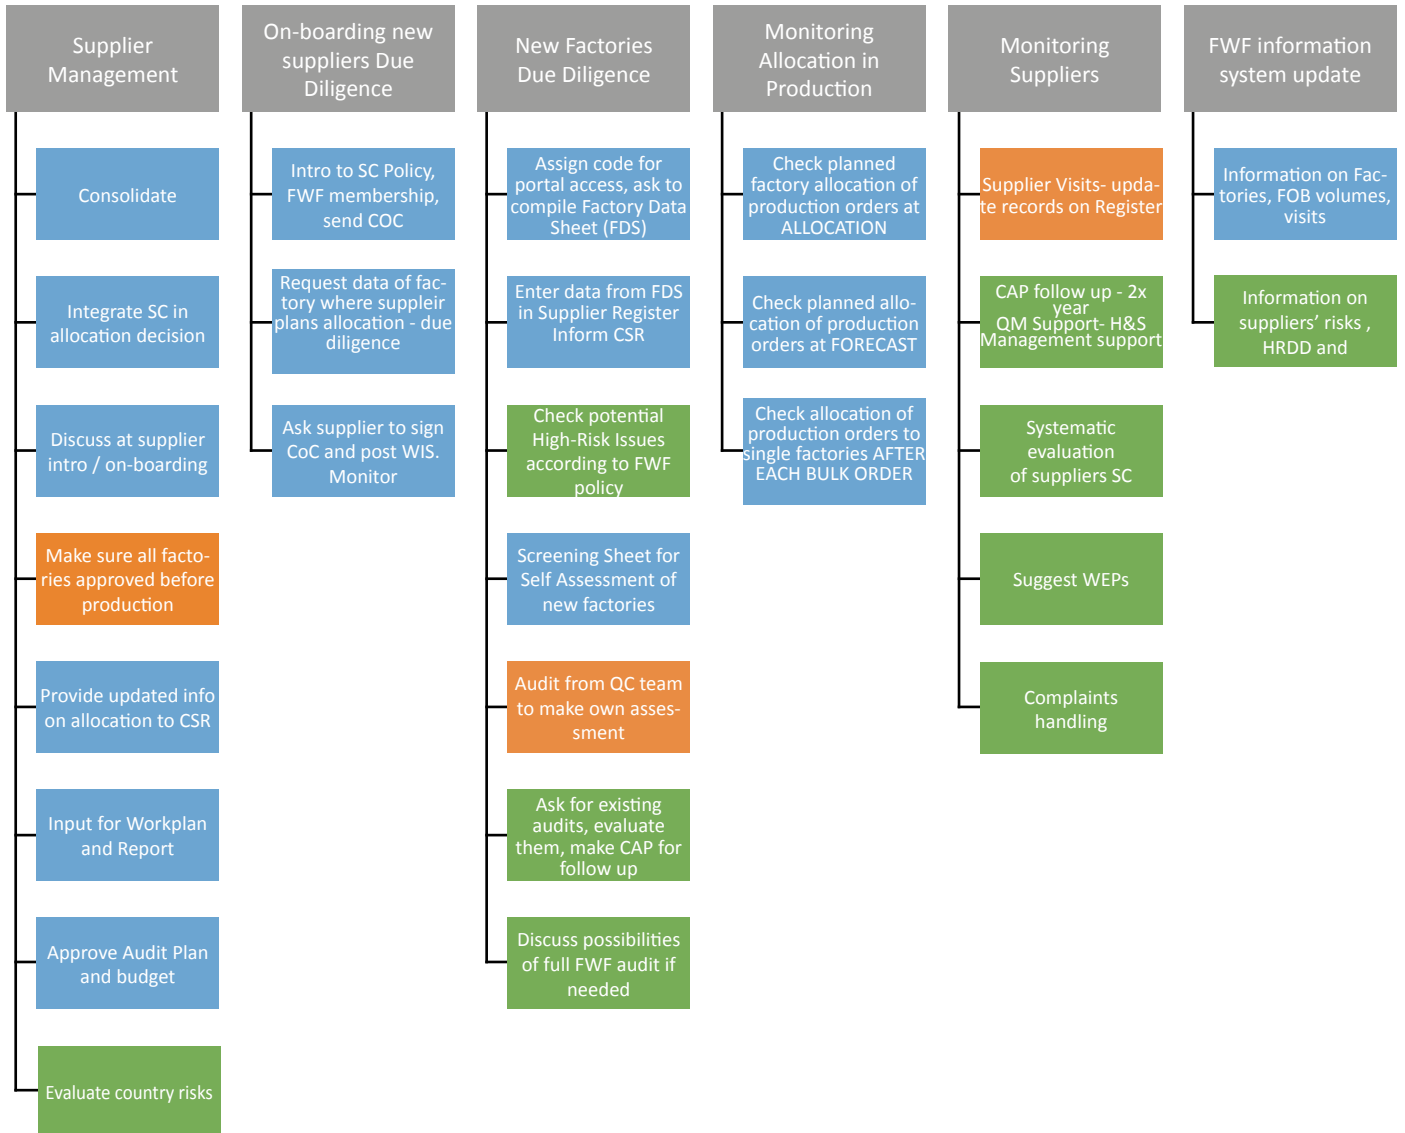 Supplier
Management
Consolidate
Integrate SC in
allocation decision
Discuss at supplier
intro / on-boarding
Make sure all facto-
ries approved before
production
Provide updated info
on allocation to CSR
Input for Workplan
and Report
Approve Audit Plan
and budget
Evaluate country risks
On-boarding new
suppliers Due
Diligence
Intro to SC Policy,
FWF membership,
send COC
Request data of fac-
tory where suppleir
plans allocation - due
diligence
Ask supplier to sign
CoC and post WIS.
Monitor
New Factories
Due Diligence
Assign code for
portal access, ask to
compile Factory Data
Sheet (FDS)
Enter data from FDS
in Supplier Register
Inform CSR
Check potential
High-Risk Issues
according to FWF
policy
Screening Sheet for
Self Assessment of
new factories
Audit from QC team
to make own asses-
sment
Ask for existing
audits, evaluate
them, make CAP for
follow up
Discuss possibilities
of full FWF audit if
needed
Monitoring
Allocation in
Production
Check planned
factory allocation of
production orders at
ALLOCATION
Check planned allo-
cation of production
orders at FORECAST
Check allocation of
production orders to
single factories AFTER
EACH BULK ORDER
Monitoring
Suppliers
Supplier Visits- upda-
te records on Register
CAP follow up - 2x
year
QM Support- H&S
Management support
Systematic
evaluation
of suppliers SC
Suggest WEPs
Complaints
handling
FWF information
system update
Information on Fac-
tories, FOB volumes,
visits
Information on
suppliers’ risks ,
HRDD and